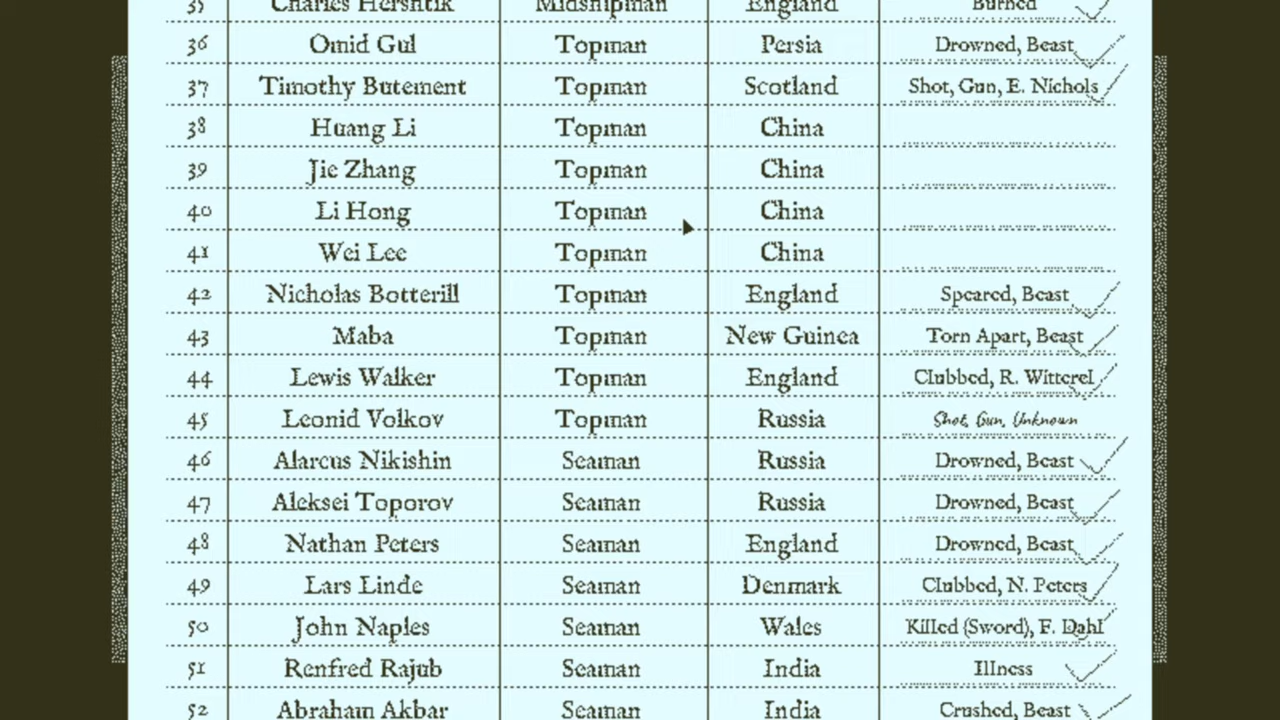 35 Charles Hershtik Midshipman England Burned
36 Omid Gul Topman Persia Drowned, Beast
37 Timothy Butement Topman Scotland Shot, Gun, E. Nichols
38 Huang Li Topman China
39 Jie Zhang Topman China
40 Li Hong Topman China
41 Wei Lee Topman China
42 Nicholas Botterill Topman England Speared, Beast
43 Maba Topman New Guinea Torn Apart, Beast
44 Lewis Walker Topman England Clubbed, R. Witterel
45 Leonid Volkov Topman Russia Shot, Gun, Unknown
46 Alarcus Nikishin Seaman Russia Drowned, Beast
47 Aleksei Toporov Seaman Russia Drowned, Beast
48 Nathan Peters Seaman England Drowned, Beast
49 Lars Linde Seaman Denmark Clubbed, N. Peters
50 John Naples Seaman Wales Killed (Sword), F. Dahl
51 Renfred Rajub Seaman India Illness
52 Abraham Akbar Seaman India Crushed, Beast